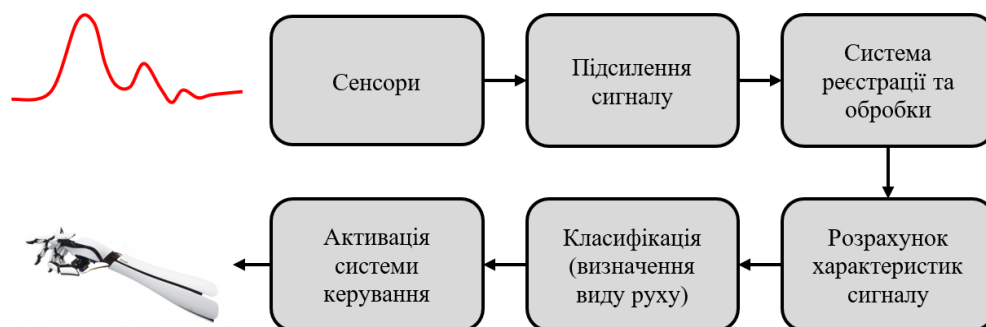 Сенсори
Підсилення
сигналу
Система
реєстрації та
обробки
Розрахунок
характеристик
сигналу
Класифікація
(визначення
виду руху)
Активація
системи
керування